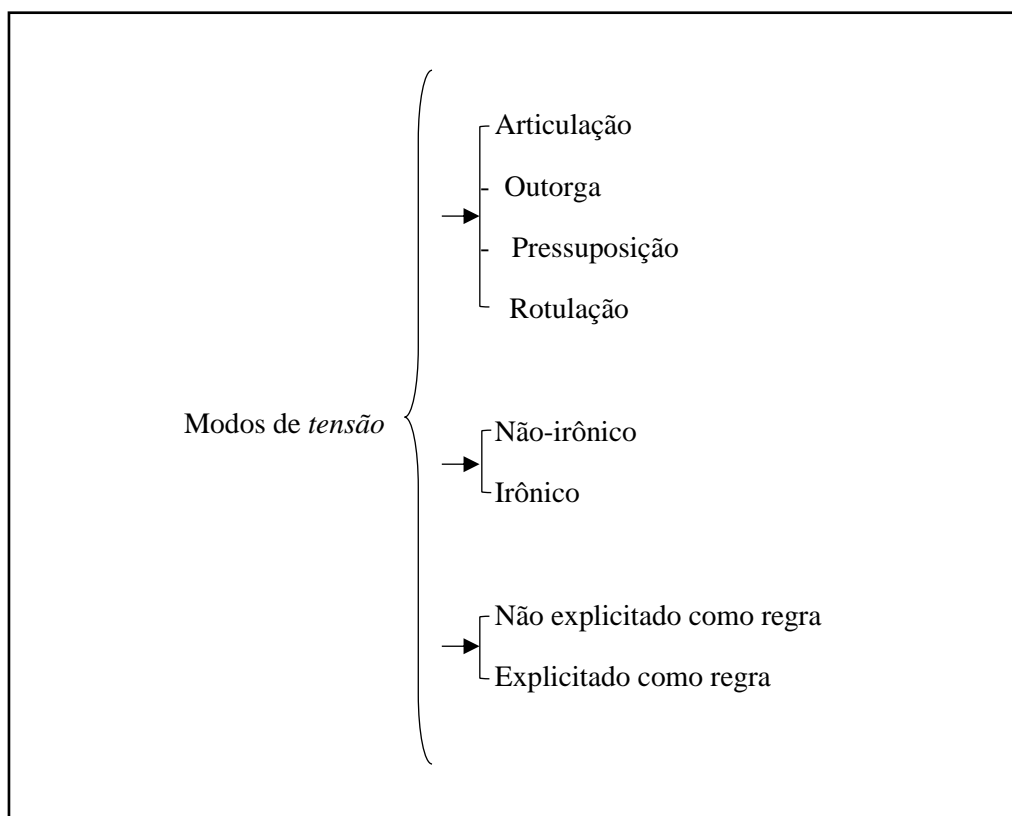 Articulação
Outorga
Pressuposição
Rotulação
Modos de tensão
Não-irônico
Irônico
Não explicitado como regra
Explicitado como regra